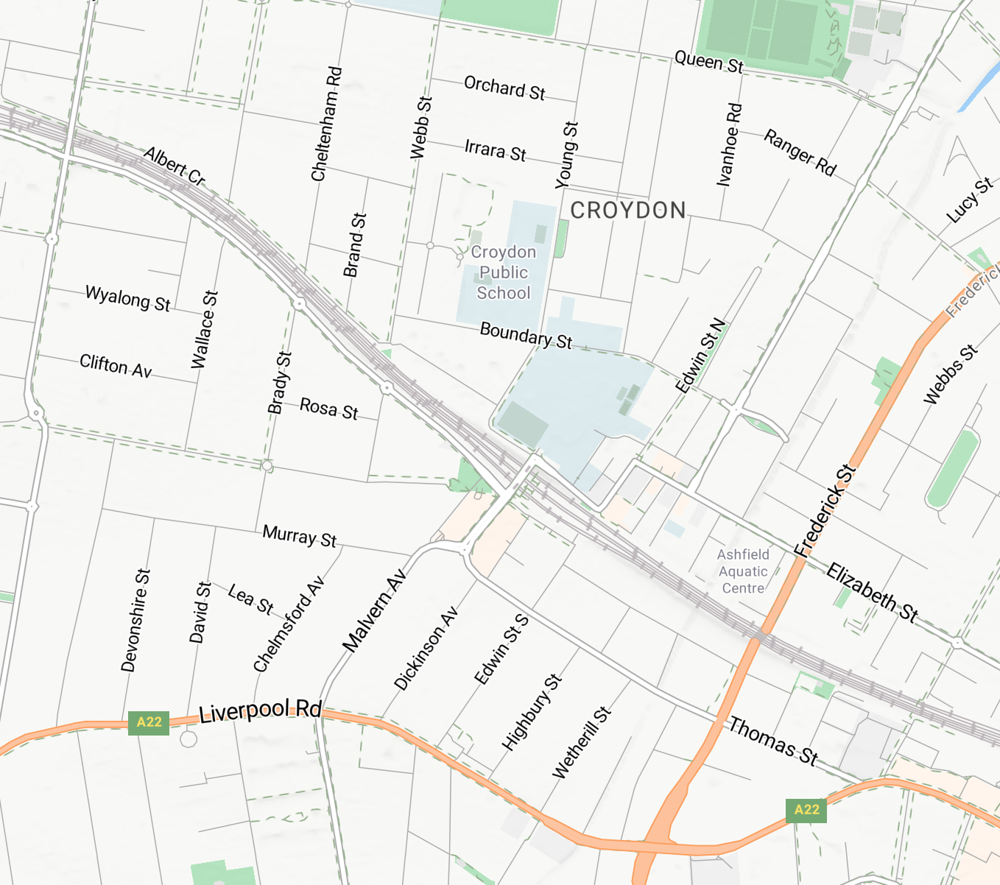 Queen St
Orchard St
Cheltenham Rd
Webb St
Irrara St
Young St
Ivanhoe Rd
Ranger Rd
Albert Cr
Lucy St
CROYDON
Brand St
Croydon
Public
School
Frederick
Wyalong St
Wallace St
Boundary St
Edwin St N
Webbs St
Clifton Av
Brady St
Rosa St
Frederick St
Murray St
Ashfield
Aquatic
Centre
Elizabeth St
Devonshire St
David St
Lea St
Chelmsford Av
Malvern Av
Dickinson Av
Edwin St S
Highbury St
Wetherill St
Liverpool Rd
A22
Thomas St
A22